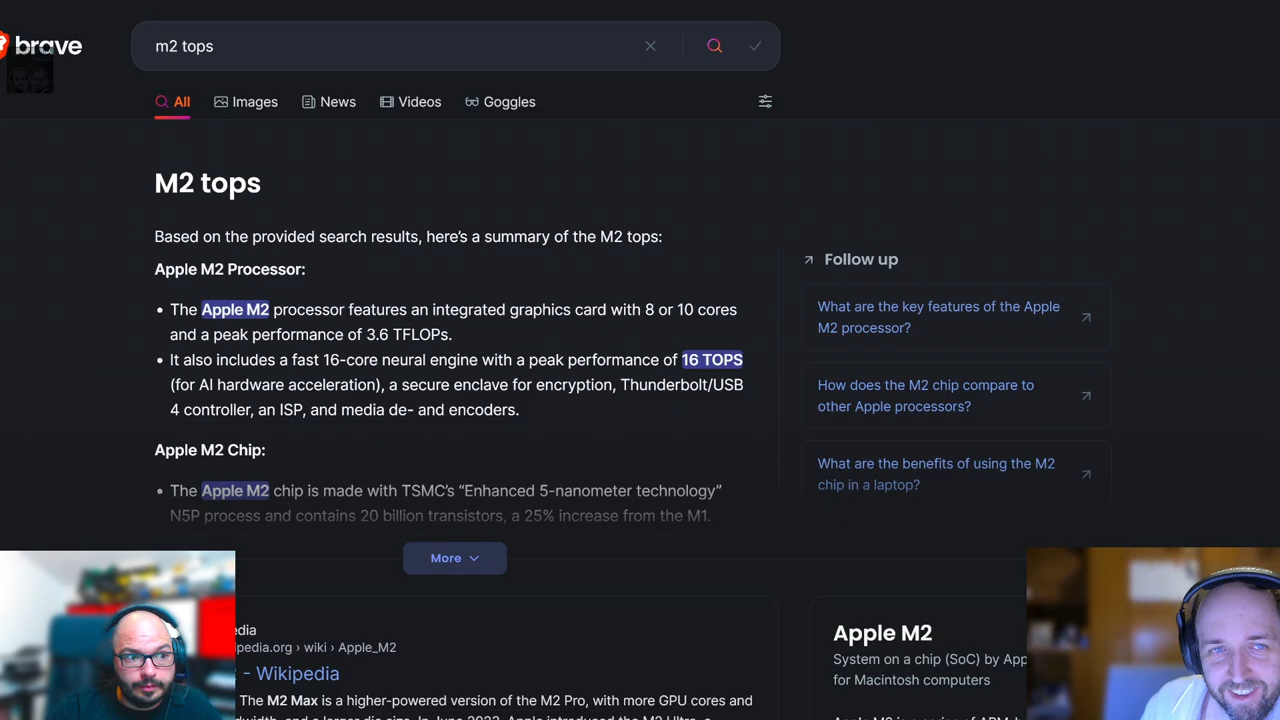 brave
m2 tops
All Images News Videos Goggles
M2 tops
Based on the provided search results, here's a summary of the M2 tops:
Apple M2 Processor:
• The Apple M2 processor features an integrated graphics card with 8 or 10 cores
and a peak performance of 3.6 TFLOPs.
• It also includes a fast 16-core neural engine with a peak performance of 16 TOPS
(for AI hardware acceleration), a secure enclave for encryption, Thunderbolt/USB
4 controller, an ISP, and media de- and encoders.
Apple M2 Chip:
• The Apple M2 chip is made with TSMC's “Enhanced 5-nanometer technology”
N5P process and contains 20 billion transistors, a 25% increase from the M1.
More
Follow up
What are the key features of the Apple
M2 processor?
How does the M2 chip compare to
other Apple processors?
What are the benefits of using the M2
chip in a laptop?
edia
ipedia.org › wiki › Apple_M2
- Wikipedia
The M2 Max is a higher-powered version of the M2 Pro, with more GPU cores and
Apple M2
System on a chip (SoC) by App
for Macintosh computers